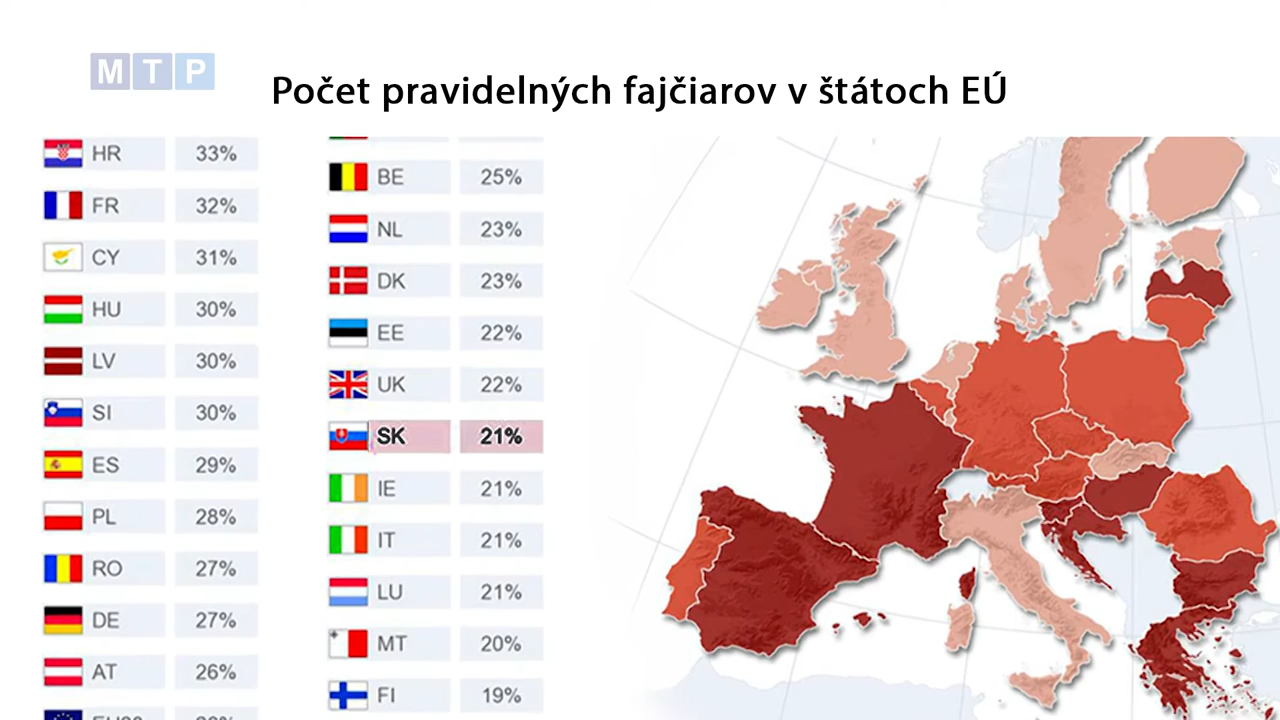 MTP
Počet pravidelných fajčiarov v štátoch EÚ
HR 33%
FR 32%
CY 31%
HU 30%
LV 30%
SI 30%
ES 29%
PL 28%
RO 27%
DE 27%
AT 26%
BE 25%
NL 23%
DK 23%
EE 22%
UK 22%
SK 21%
IE 21%
IT 21%
LU 21%
MT 20%
FI 19%